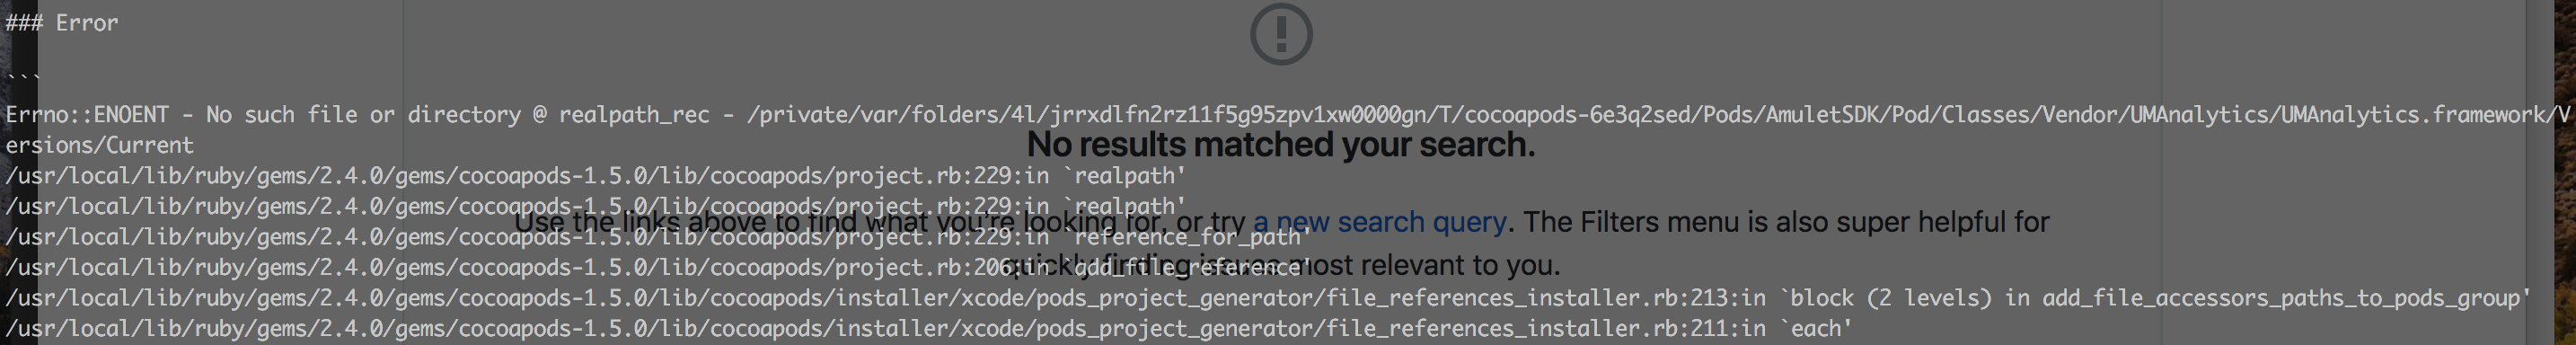 ### Error
```
Errno::ENOENT - No such file or directory @ realpath_rec - /private/var/folders/4l/jrrxdlfn2rz11f5g95zpv1xw0000gn/T/cocoapods-6e3q2sed/Pods/AmuletSDK/Pod/Classes/Vendor/UMAnalytics/UMAnalytics.framework/V
ersions/Current
No results matched your search.
/usr/local/lib/ruby/gems/2.4.0/gems/cocoapods-1.5.0/lib/cocoapods/project.rb:229:in `realpath'
/usr/local/lib/ruby/gems/2.4.0/gems/cocoapods-1.5.0/lib/cocoapods/project.rb:229:in `realpath'
Use the links above to find what you're looking for, or try a new search query. The Filters menu is also super helpful for
/usr/local/lib/ruby/gems/2.4.0/gems/cocoapods-1.5.0/lib/cocoapods/project.rb:229:in `reference_for_path'
quickly finding issues most relevant to you.
/usr/local/lib/ruby/gems/2.4.0/gems/cocoapods-1.5.0/lib/cocoapods/project.rb:206:in `add_file_reference'
/usr/local/lib/ruby/gems/2.4.0/gems/cocoapods-1.5.0/lib/cocoapods/installer/xcode/pods_project_generator/file_references_installer.rb:213:in `block (2 levels) in add_file_accessors_paths_to_pods_group'
/usr/local/lib/ruby/gems/2.4.0/gems/cocoapods-1.5.0/lib/cocoapods/installer/xcode/pods_project_generator/file_references_installer.rb:211:in `each'